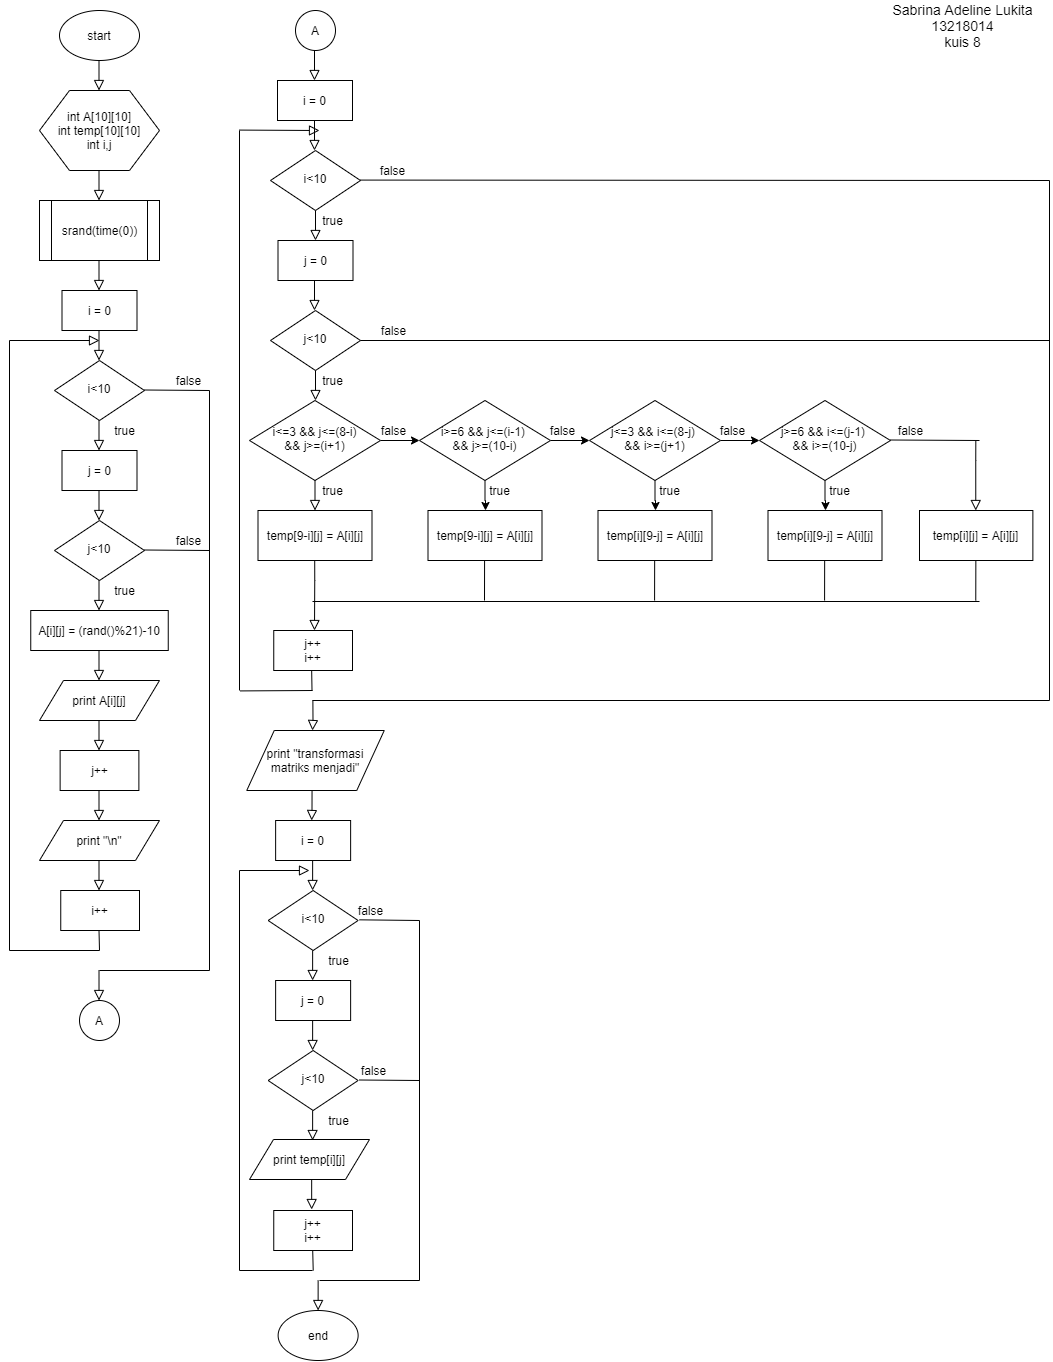 Sabrina Adeline Lukita
13218014
kuis 8
start
int A[10][10]
int temp[10][10]
int i,j
srand(time(0))
i = 0
i<10
false
true
j = 0
j<10
false
true
A[i][j] = (rand()%21)-10
print A[i][j]
j++
print "\n"
i++
A
A
i = 0
i<10
false
true
j = 0
j<10
false
true
i<=3 && j<=(8-i)
&& j>=(i+1)
false
true
temp[9-i][j] = A[i][j]
i>=6 && j<=(i-1)
&& j>=(10-i)
false
true
temp[9-i][j] = A[i][j]
j<=3 && i<=(8-j)
&& i>=(j+1)
false
true
temp[i][9-j] = A[i][j]
j>=6 && i<=(j-1)
&& i>=(10-j)
false
true
temp[i][9-j] = A[i][j]
temp[i][j] = A[i][j]
j++
i++
print "transformasi
matriks menjadi"
i = 0
i<10
false
true
j = 0
j<10
false
true
print temp[i][j]
j++
i++
end